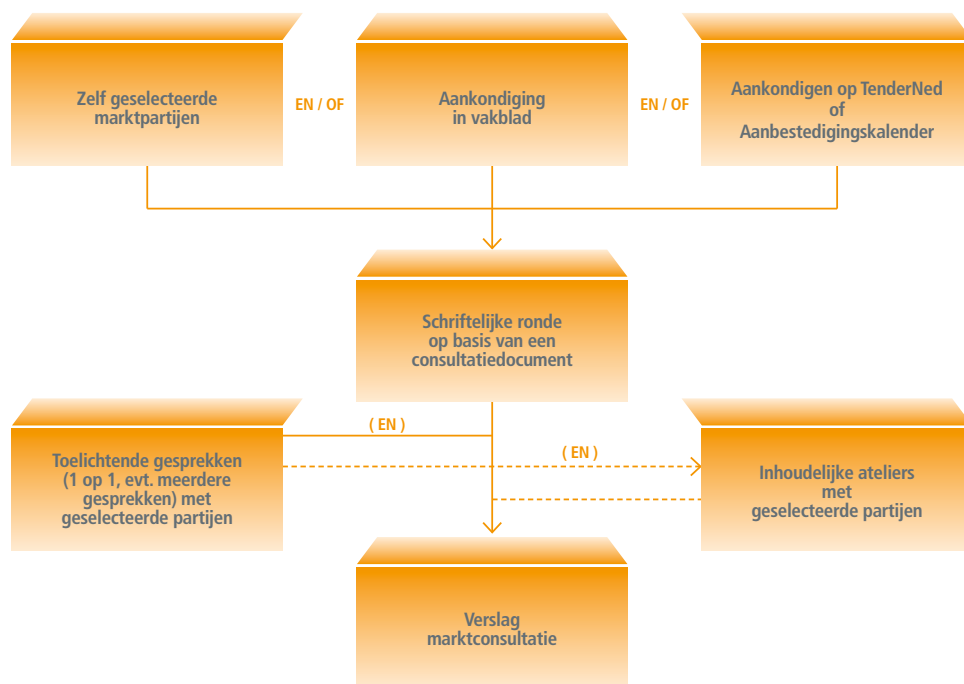 Zelf geselecteerde
marktpartijen
EN / OF
Aankondiging
in vakblad
EN / OF
Aankondigen op TenderNed
of
Aanbestedigingskalender
Schriftelijke ronde
op basis van een
consultatiedocument
( EN )
Toelichtende gesprekken
(1 op 1, evt. meerdere
gesprekken) met
geselecteerde partijen
( EN )
Inhoudelijke ateliers
met
geselecteerde partijen
Verslag
marktconsultatie